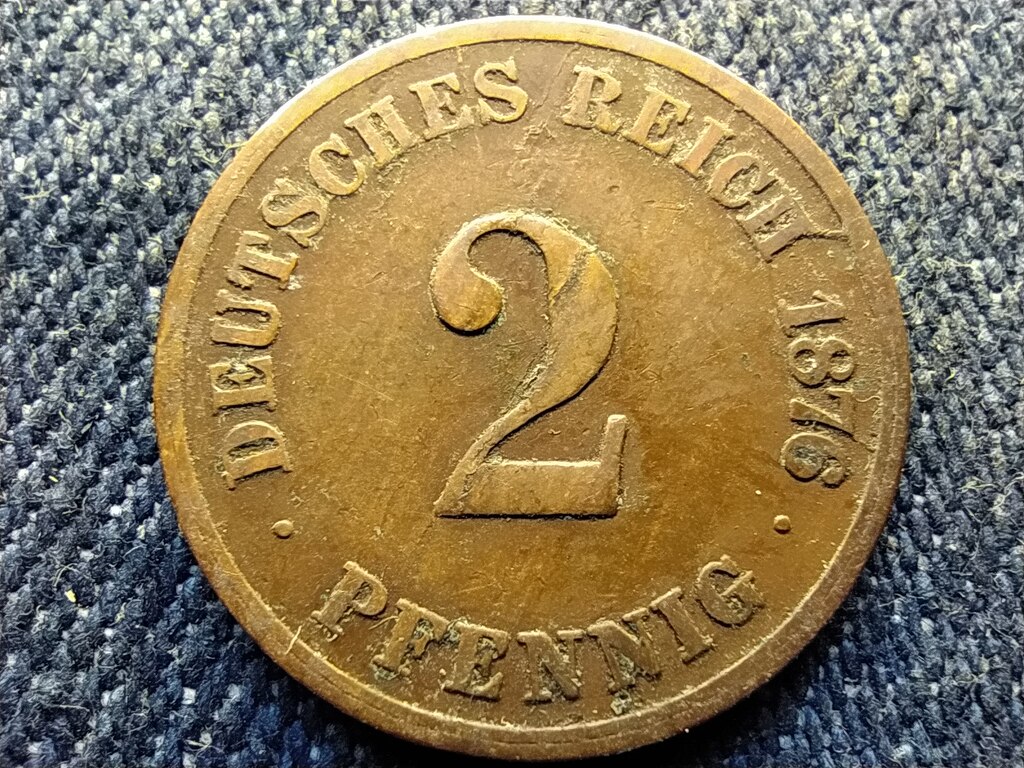 DEUTSCHES REICH 1876
2
PFENNIG